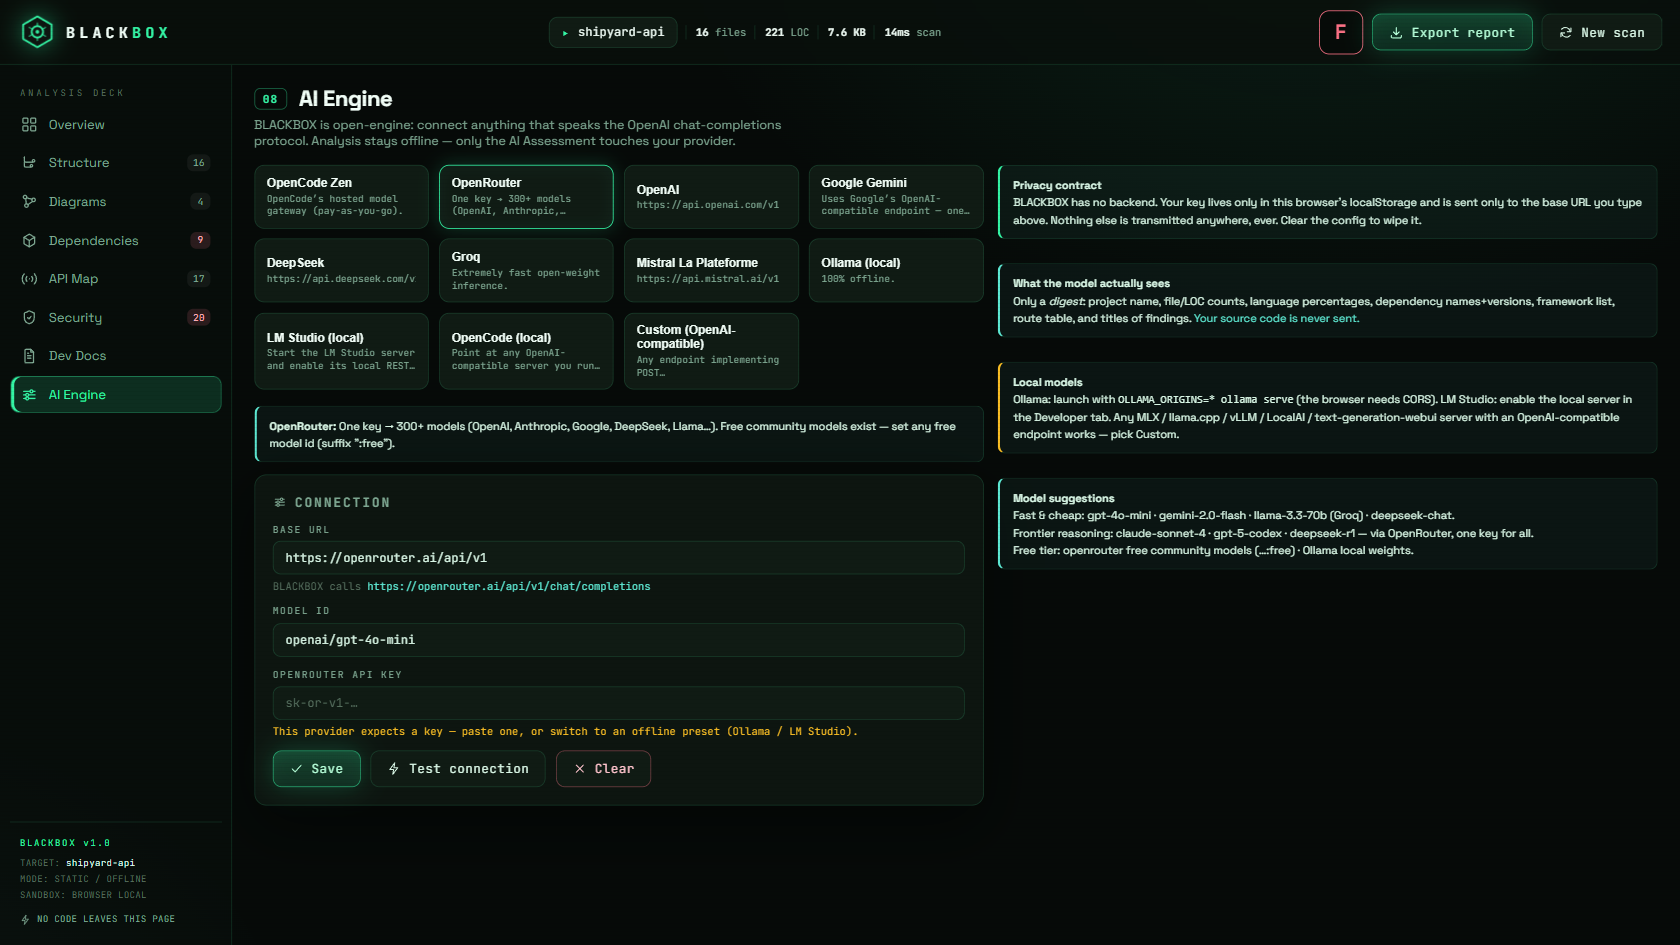 BLACKBOX
▸ shipyard-api
16 files
221 LOC
7.6 KB
14ms scan
F
Export report
New scan
ANALYSIS DECK
Overview
Structure 16
Diagrams 4
Dependencies 9
API Map 17
Security 20
Dev Docs
AI Engine
08 AI Engine
BLACKBOX is open-engine: connect anything that speaks the OpenAI chat-completions
protocol. Analysis stays offline — only the AI Assessment touches your provider.
OpenCode Zen
OpenCode's hosted model
gateway (pay-as-you-go).
OpenRouter
One key → 300+ models
(OpenAI, Anthropic,…
OpenAI
https://api.openai.com/v1
Google Gemini
Uses Google's OpenAI-
compatible endpoint — one…
DeepSeek
https://api.deepseek.com/v
Groq
Extremely fast open-weight
inference.
Mistral La Plateforme
https://api.mistral.ai/v1
Ollama (local)
100% offline.
LM Studio (local)
Start the LM Studio server
and enable its local REST…
OpenCode (local)
Point at any OpenAI-
compatible server you run…
Custom (OpenAI-
compatible)
Any endpoint implementing
POST…
OpenRouter: One key → 300+ models (OpenAI, Anthropic, Google, DeepSeek, Llama…). Free community models exist — set any free
model id (suffix ":free").
CONNECTION
BASE URL
https://openrouter.ai/api/v1
BLACKBOX calls https://openrouter.ai/api/v1/chat/completions
MODEL ID
openai/gpt-4o-mini
OPENROUTER API KEY
sk-or-v1-…
This provider expects a key — paste one, or switch to an offline preset (Ollama / LM Studio).
Save
Test connection
Clear
Privacy contract
BLACKBOX has no backend. Your key lives only in this browser's localStorage and is sent only to the base URL you type
above. Nothing else is transmitted anywhere, ever. Clear the config to wipe it.
What the model actually sees
Only a digest: project name, file/LOC counts, language percentages, dependency names+versions, framework list,
route table, and titles of findings. Your source code is never sent.
Local models
Ollama: launch with OLLAMA_ORIGINS=* ollama serve (the browser needs CORS). LM Studio: enable the local server in
the Developer tab. Any MLX / llama.cpp / vLLM / LocalAI / text-generation-webui server with an OpenAI-compatible
endpoint works — pick Custom.
Model suggestions
Fast & cheap: gpt-4o-mini · gemini-2.0-flash · llama-3.3-70b (Groq) · deepseek-chat.
Frontier reasoning: claude-sonnet-4 · gpt-5-codex · deepseek-r1 — via OpenRouter, one key for all.
Free tier: openrouter free community models (…:free) · Ollama local weights.
BLACKBOX v1.0
TARGET: shipyard-api
MODE: STATIC / OFFLINE
SANDBOX: BROWSER LOCAL
NO CODE LEAVES THIS PAGE